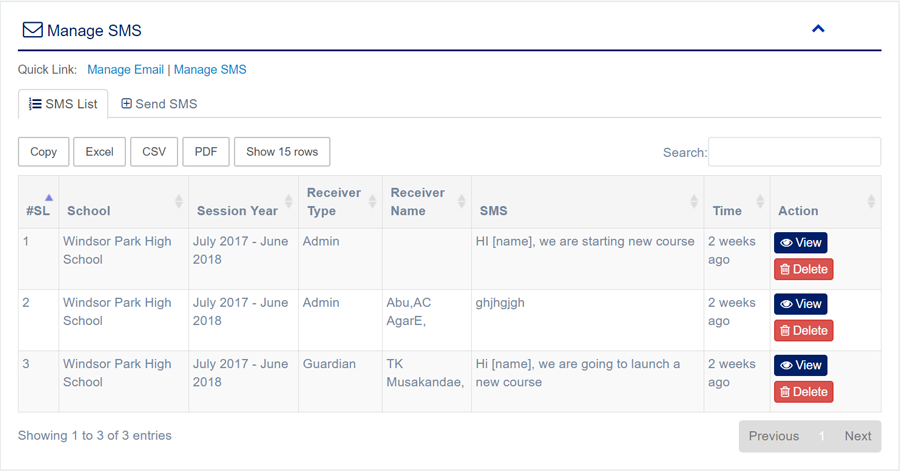 Manage SMS
Quick Link: Manage Email | Manage SMS
SMS List Send SMS
Copy Excel CSV PDF Show 15 rows Search:
#SL School Session Year Receiver Type Receiver Name SMS Time Action
1 Windsor Park High School July 2017 - June 2018 Admin HI [name], we are starting new course 2 weeks ago View Delete
2 Windsor Park High School July 2017 - June 2018 Admin Abu,AC AgarE, ghjhgjgh 2 weeks ago View Delete
3 Windsor Park High School July 2017 - June 2018 Guardian TK Musakandae, Hi [name], we are going to launch a new course 2 weeks ago View Delete
Showing 1 to 3 of 3 entries Previous 1 Next